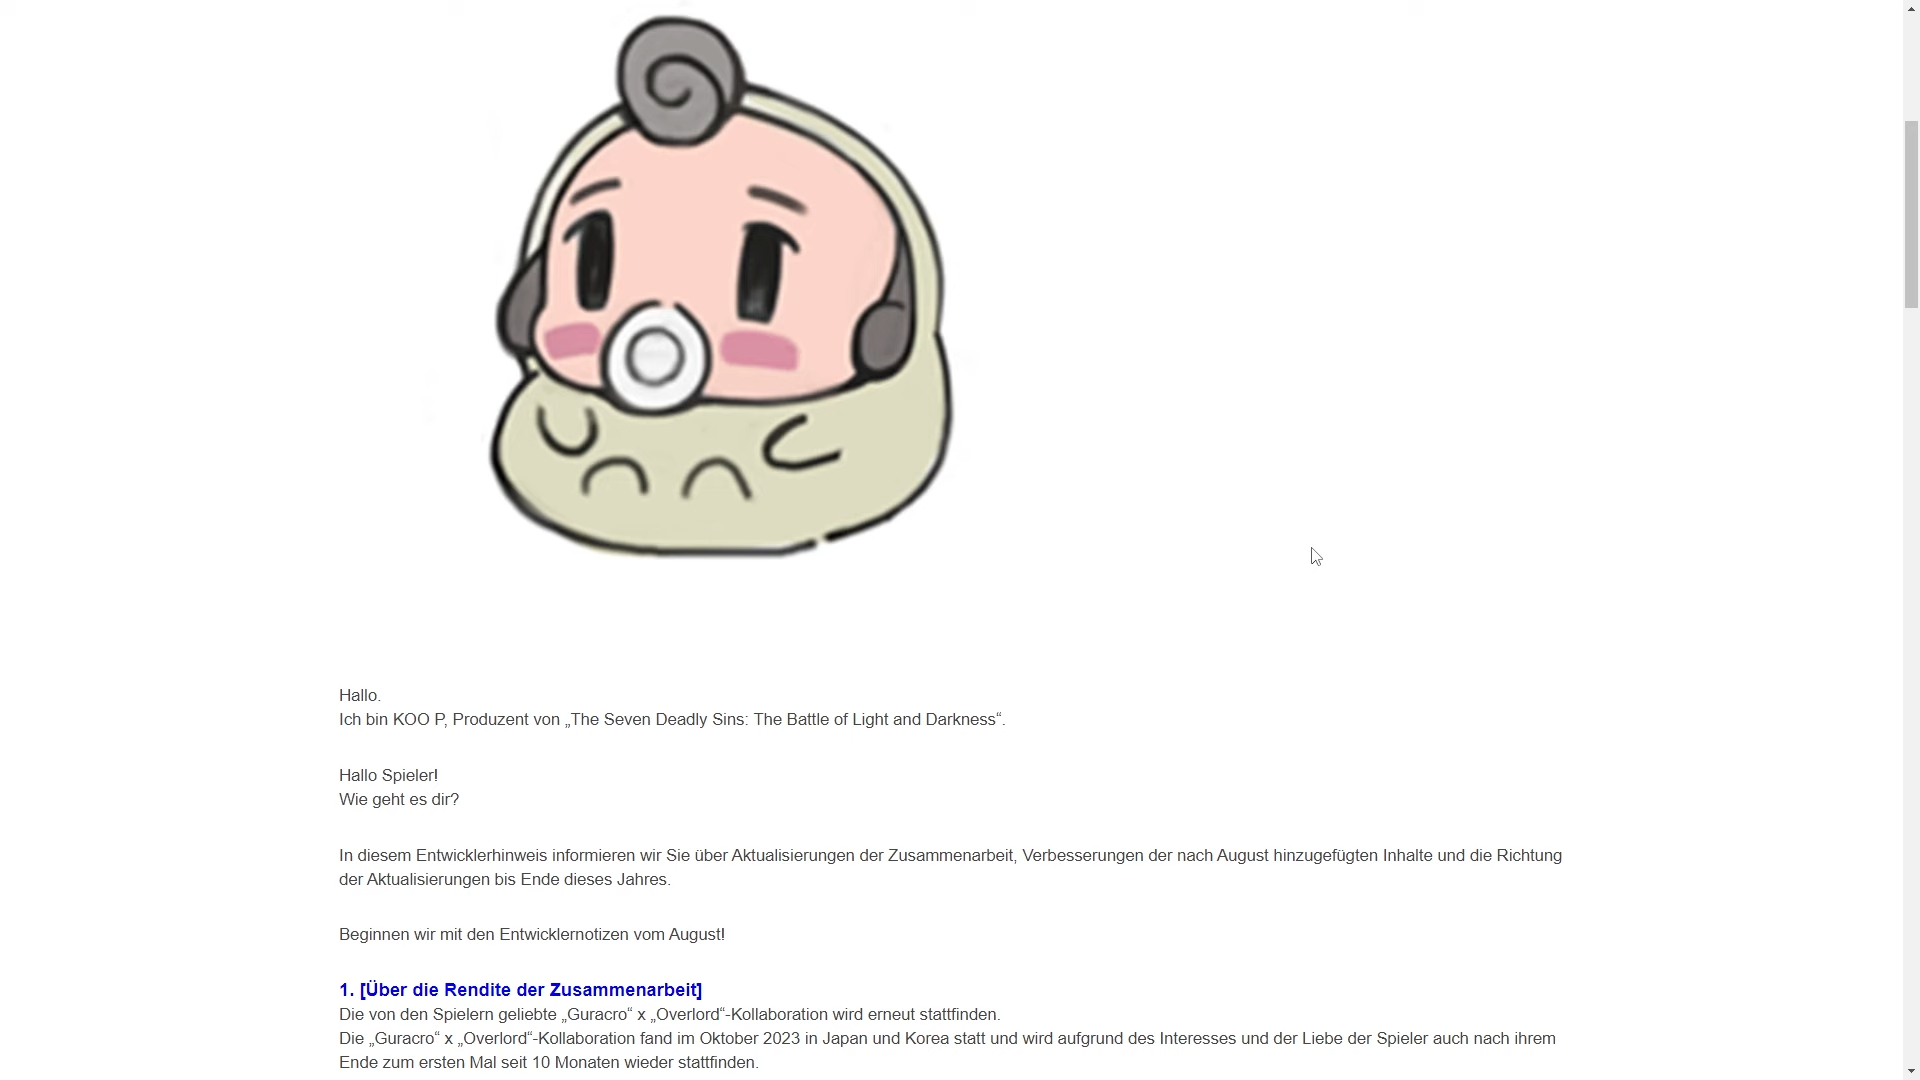 Hallo.
Ich bin KOO P, Produzent von „The Seven Deadly Sins: The Battle of Light and Darkness“.
Hallo Spieler!
Wie geht es dir?
In diesem Entwicklerhinweis informieren wir Sie über Aktualisierungen der Zusammenarbeit, Verbesserungen der nach August hinzugefügten Inhalte und die Richtung
der Aktualisierungen bis Ende dieses Jahres.
Beginnen wir mit den Entwicklernotizen vom August!
1. [Über die Rendite der Zusammenarbeit]
Die von den Spielern geliebte „Guracro“ x „Overlord“-Kollaboration wird erneut stattfinden.
Die „Guracro“ x „Overlord“-Kollaboration fand im Oktober 2023 in Japan und Korea statt und wird aufgrund des Interesses und der Liebe der Spieler auch nach ihrem
Ende zum ersten Mal seit 10 Monaten wieder stattfinden.